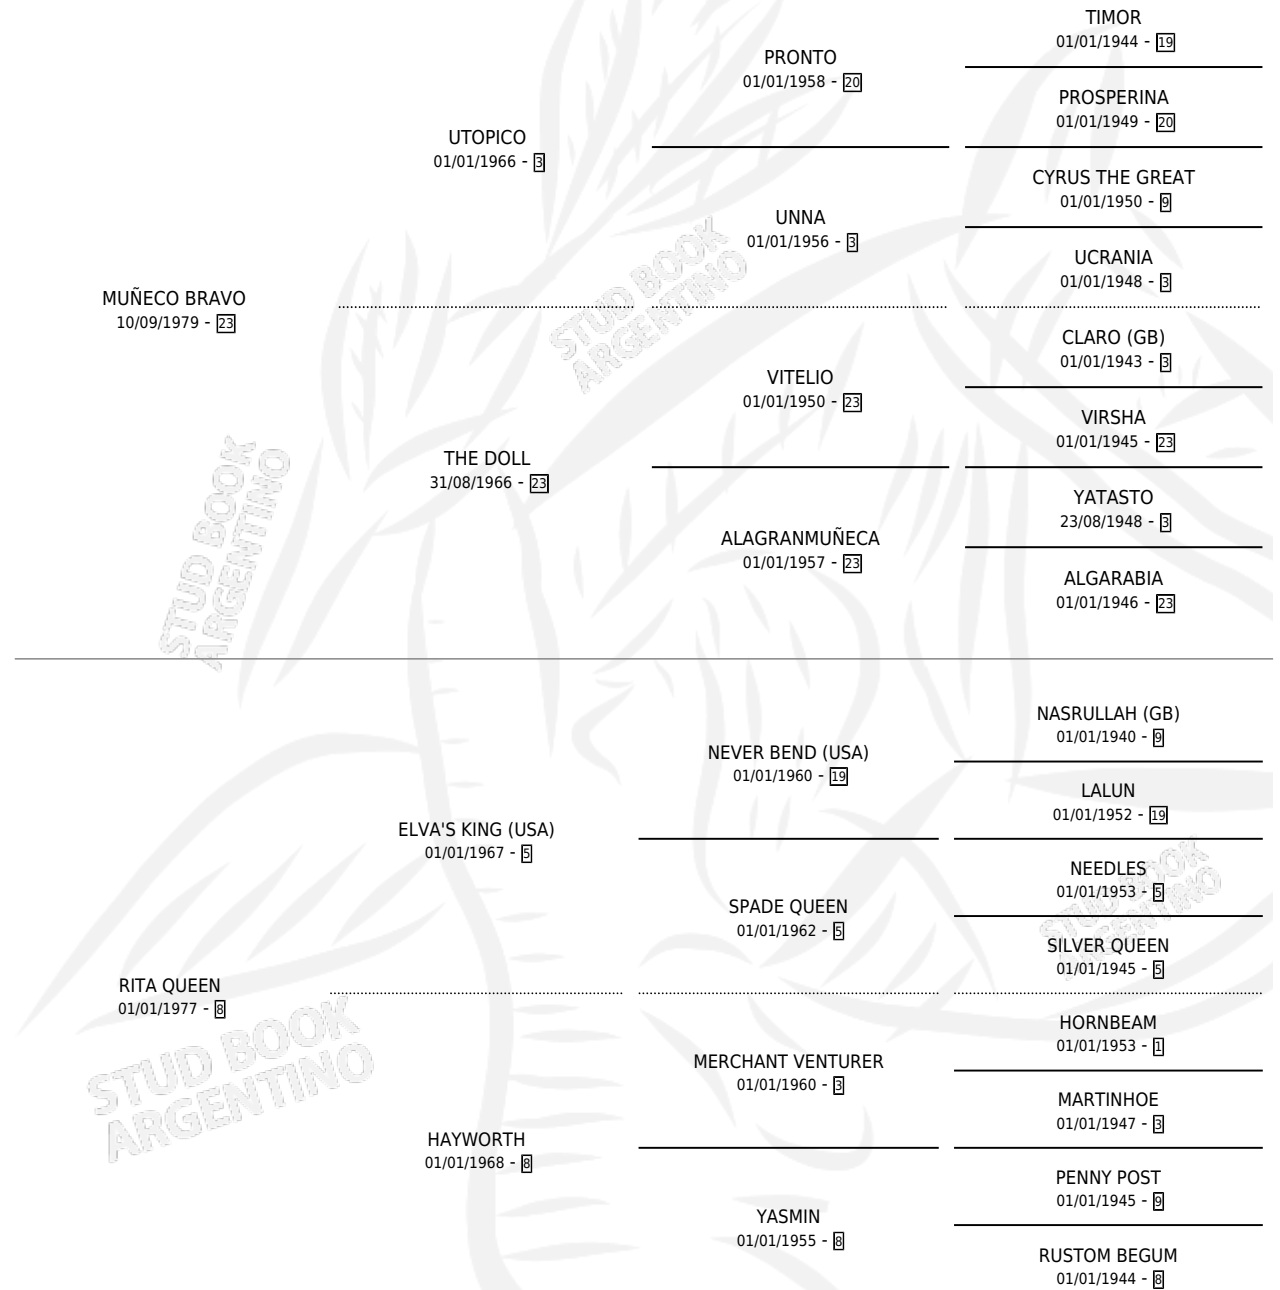 TIMOR
01/01/1944 - 19
PRONTO
01/01/1958 - 20
PROSPERINA
01/01/1949 - 20
UTOPICO
01/01/1966 - 3
CYRUS THE GREAT
01/01/1950 - 9
UNNA
01/01/1956 - 3
UCRANIA
01/01/1948 - 3
MUÑECO BRAVO
10/09/1979 - 23
CLARO (GB)
01/01/1943 - 3
VITELIO
01/01/1950 - 23
VIRSHA
01/01/1945 - 23
THE DOLL
31/08/1966 - 23
YATASTO
23/08/1948 - 3
ALAGRANMUÑECA
01/01/1957 - 23
ALGARABIA
01/01/1946 - 23
NASRULLAH (GB)
01/01/1940 - 9
NEVER BEND (USA)
01/01/1960 - 19
LALUN
01/01/1952 - 19
ELVA'S KING (USA)
01/01/1967 - 5
NEEDLES
01/01/1953 - 5
SPADE QUEEN
01/01/1962 - 5
SILVER QUEEN
01/01/1945 - 5
RITA QUEEN
01/01/1977 - 8
HORNBEAM
01/01/1953 - 1
MERCHANT VENTURER
01/01/1960 - 3
MARTINHOE
01/01/1947 - 3
HAYWORTH
01/01/1968 - 8
PENNY POST
01/01/1945 - 9
YASMIN
01/01/1955 - 8
RUSTOM BEGUM
01/01/1944 - 8
STUD BOOK
ARGENTINO
STUD BOOK
ARGENTINO
STUD BOOK
ARGENTINO
STUD BOOK
ARGENTINO